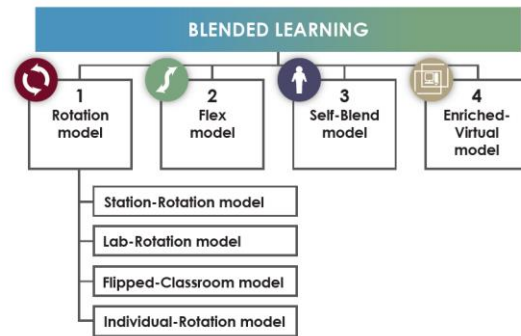 BLENDED LEARNING
1
Rotation
model
2
Flex
model
3
Self-Blend
model
4
Enriched-
Virtual
model
Station-Rotation model
Lab-Rotation model
Flipped-Classroom model
Individual-Rotation model